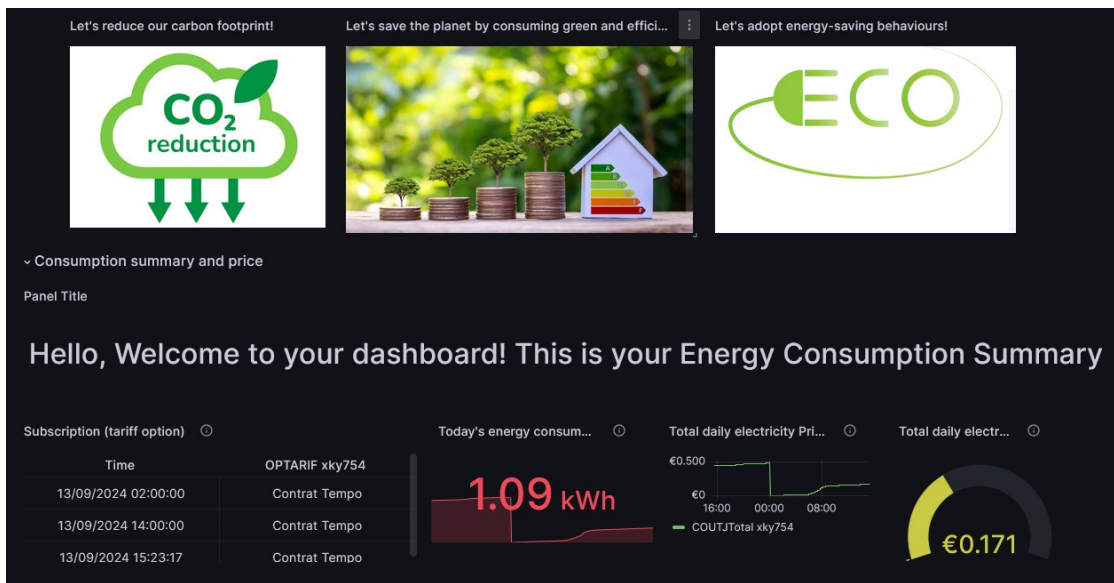 Let's reduce our carbon footprint!
Let's save the planet by consuming green and effici...
Let's adopt energy-saving behaviours!
CO2
reduction
A
ECO
Consumption summary and price
Panel Title
Hello, Welcome to your dashboard! This is your Energy Consumption Summary
Subscription (tariff option)
Time OPTARIF xky754
13/09/2024 02:00:00 Contrat Tempo
13/09/2024 14:00:00 Contrat Tempo
13/09/2024 15:23:17 Contrat Tempo
Today's energy consum...
1.09 kWh
Total daily electricity Pri...
€0.500
€0
16:00 00:00 08:00
COUTJTotal xky754
Total daily electr...
€0.171